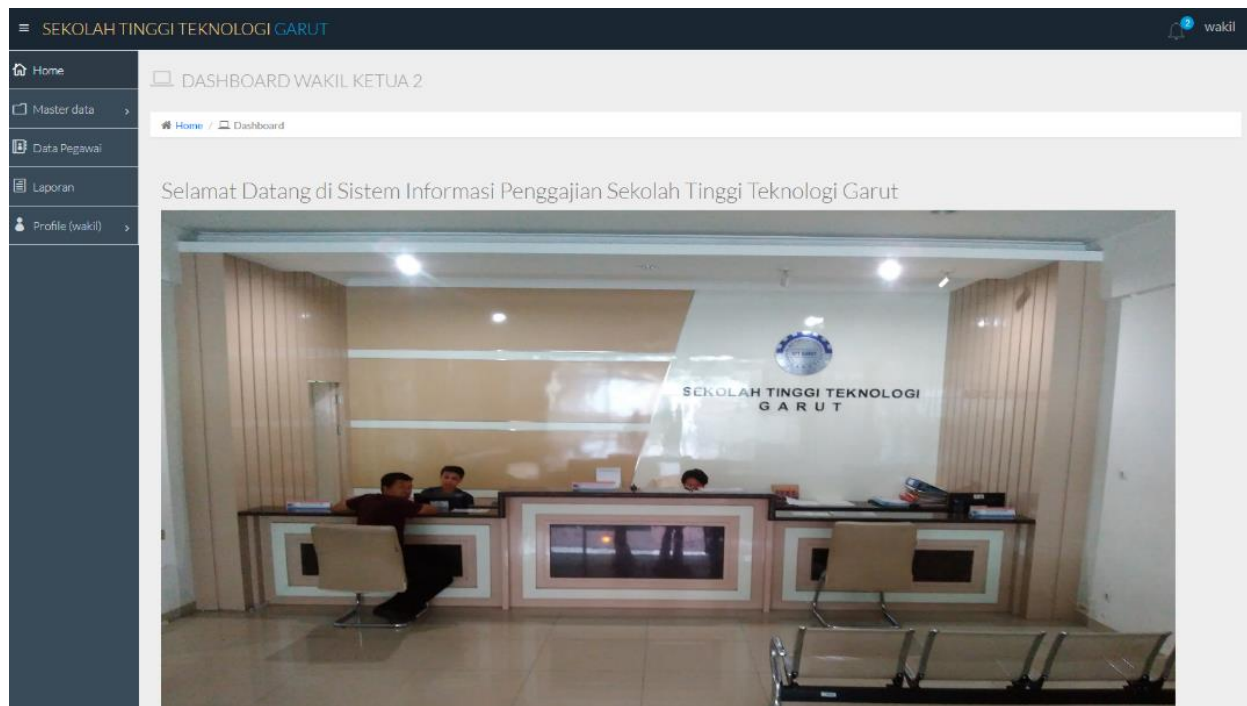 SEKOLAH TINGGI TEKNOLOGI GARUT
2
wakil
Home
Master data
Data Pegawai
Laporan
Profile (wakil)
DASHBOARD WAKIL KETUA 2
Home / Dashboard
Selamat Datang di Sistem Informasi Penggajian Sekolah Tinggi Teknologi Garut
SEKOLAH TINGGI TEKNOLOGI
GARUT